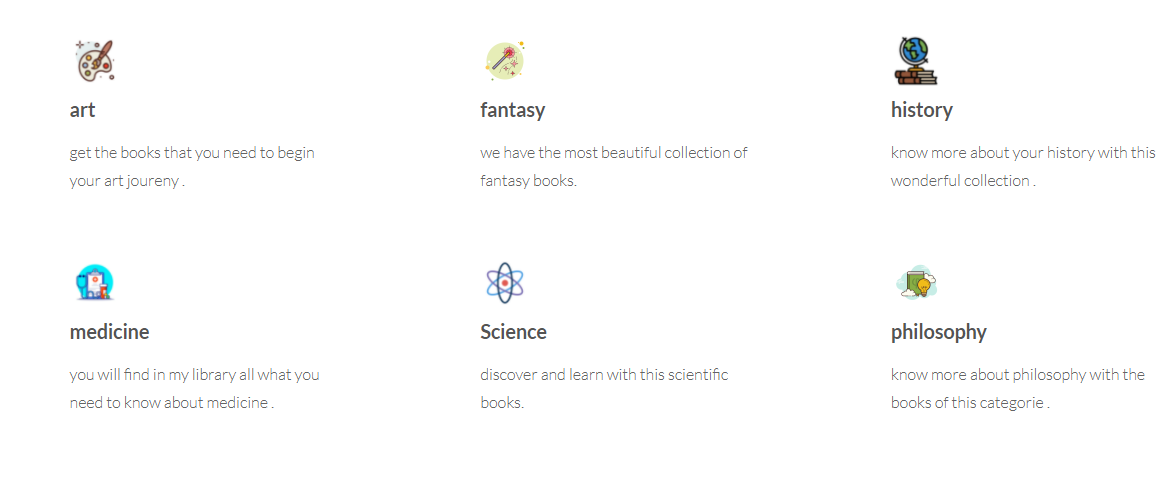 art
get the books that you need to begin
your art joureny .
fantasy
we have the most beautiful collection of
fantasy books.
history
know more about your history with this
wonderful collection .
medicine
you will find in my library all what you
need to know about medicine .
Science
discover and learn with this scientific
books.
philosophy
know more about philosophy with the
books of this categorie .